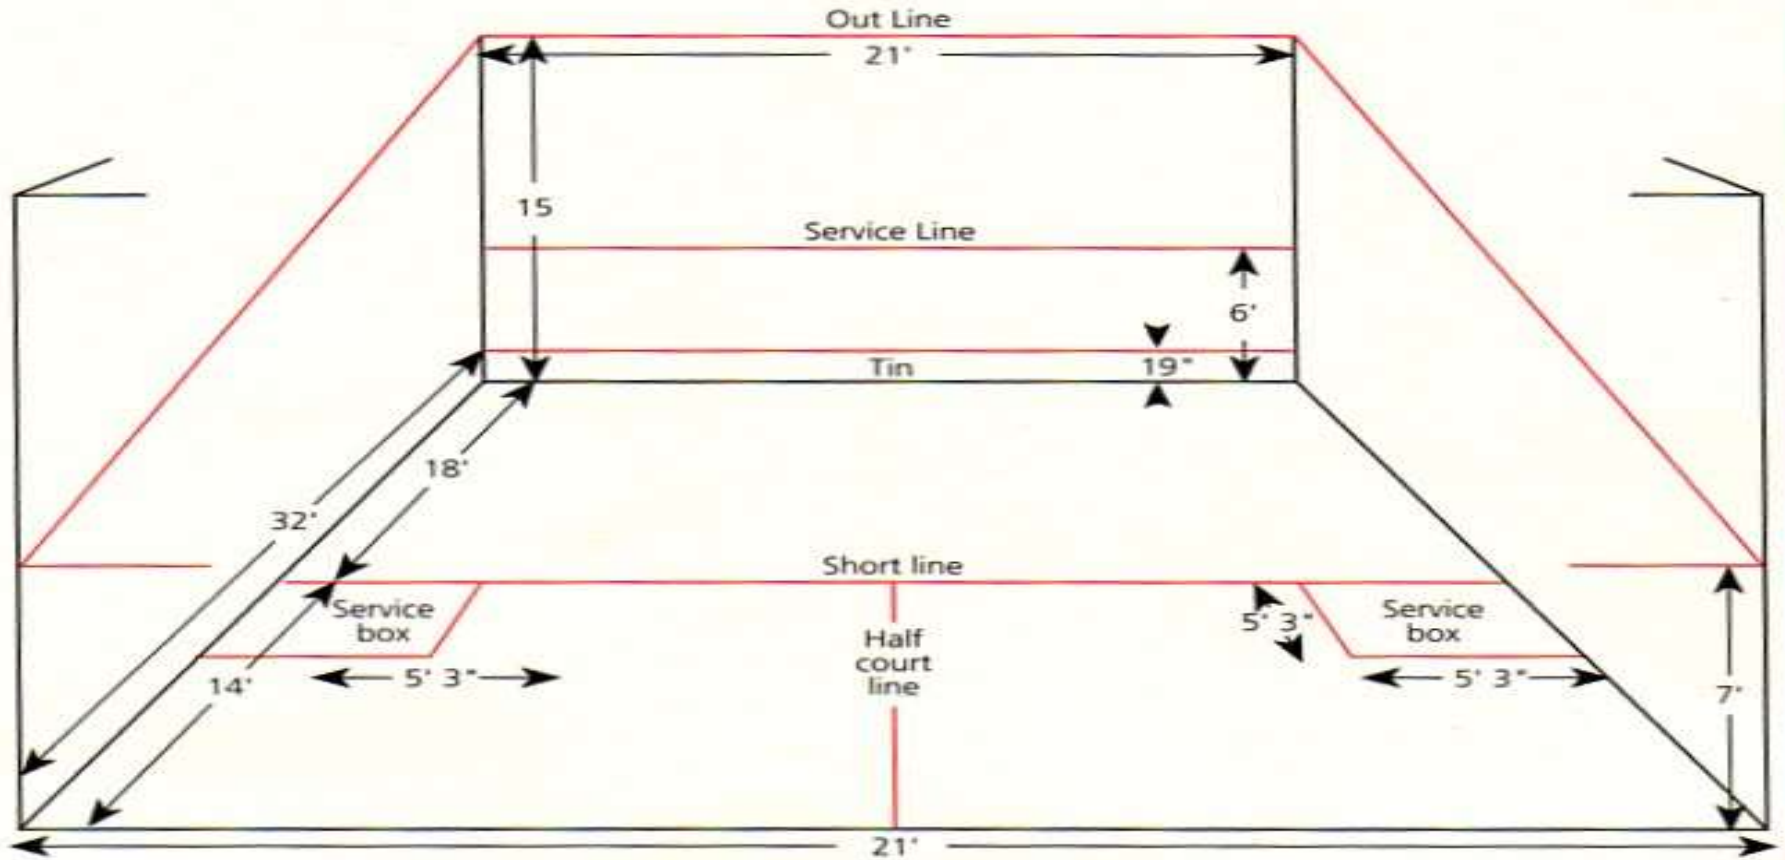 Out Line
21'
15
Service Line
6'
Tin
19"
18'
32'
Short line
Service
box
5' 3"
Service
box
Half
court
line
14'
5' 3"
5' 3"
7'
21'